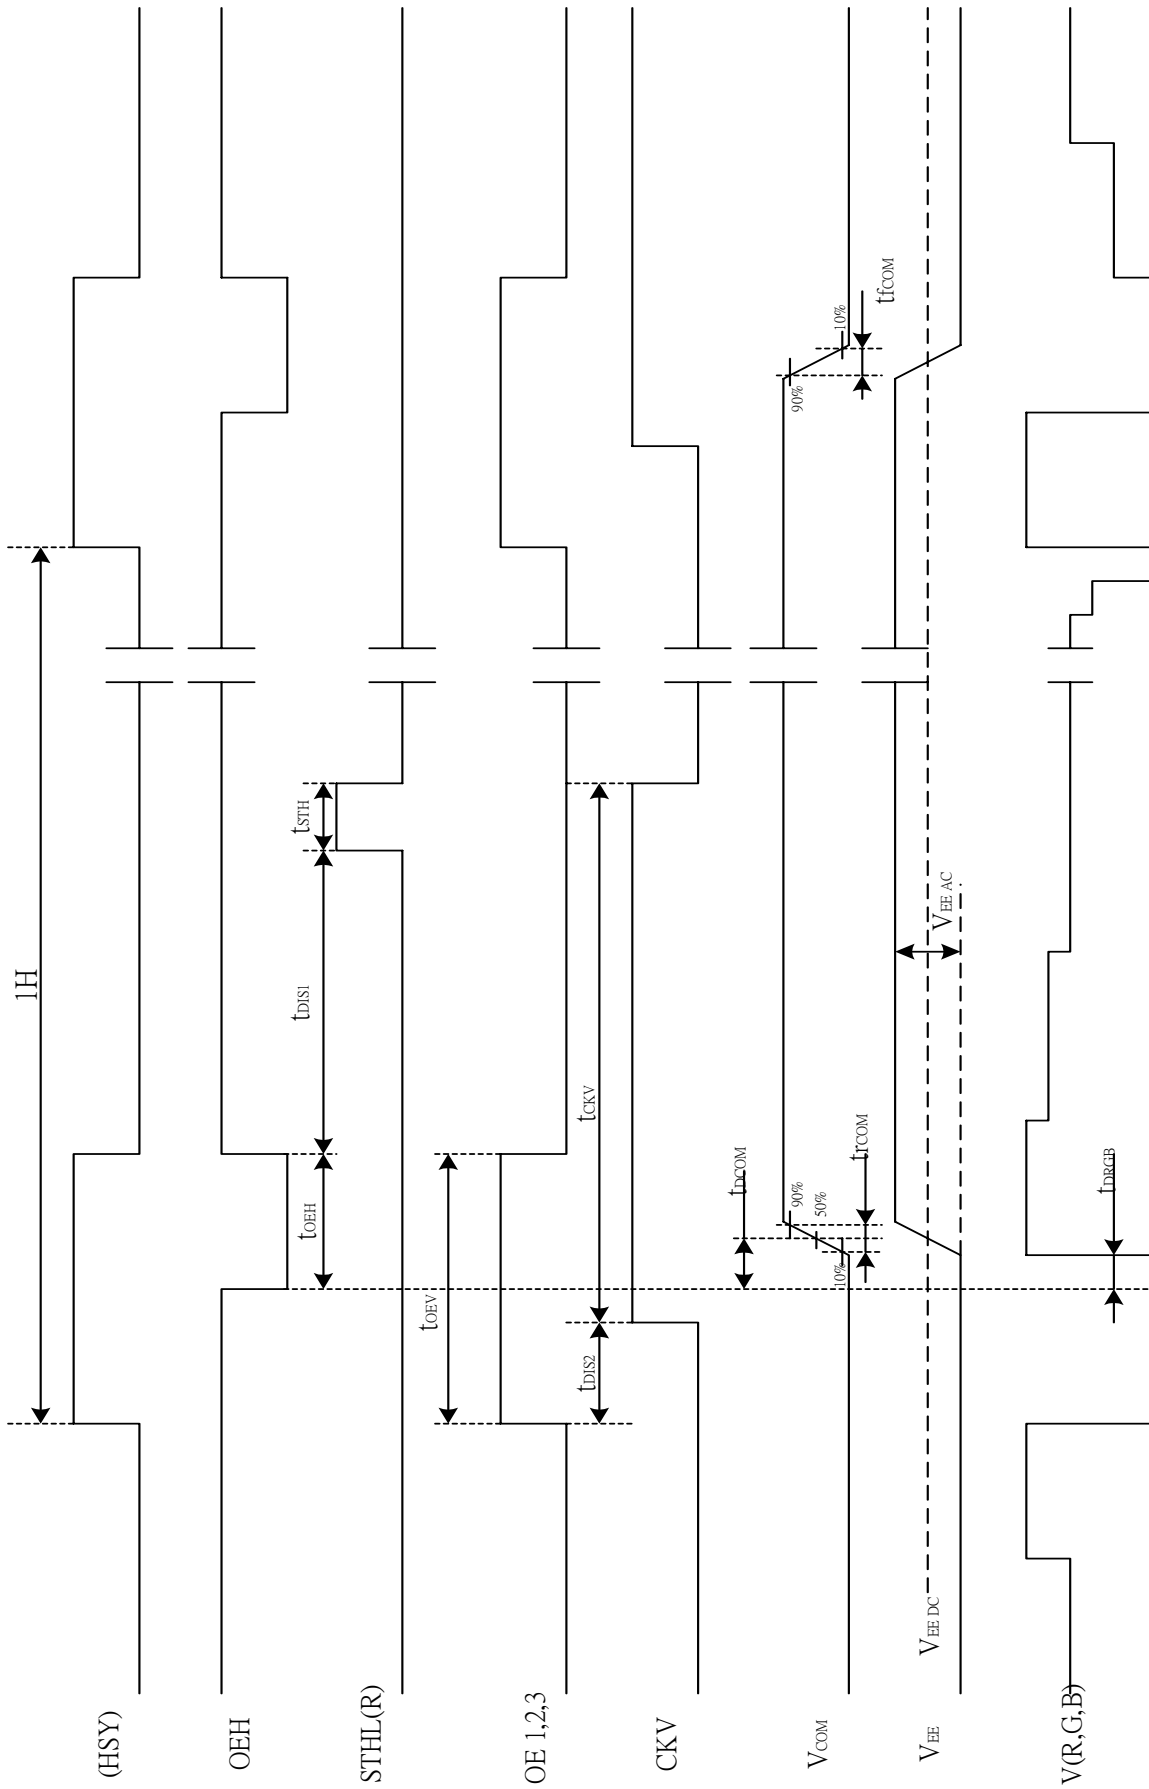 (HSY)
1H
OEH
tOEH
tDIS1
tSTH
STHL(R)
OE 1,2,3
tOEV
CKV
tDIS2
tCKV
VCOM
tDCOM
90%
50%
10%
trCOM
90%
10%
tfCOM
VEE
VEE DC
VEE AC
V(R,G,B)
tDRGB